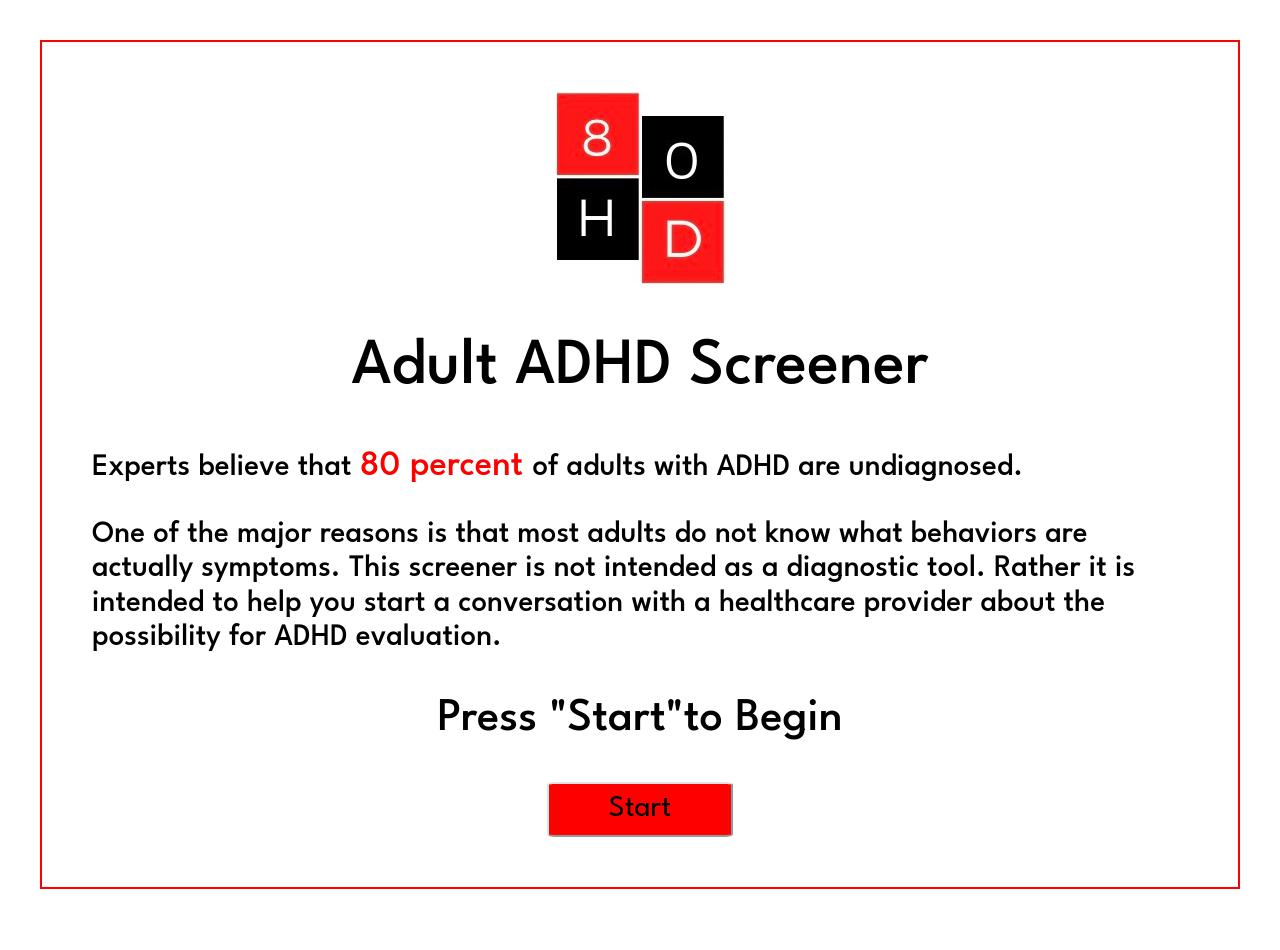 8 0
H D
Adult ADHD Screener
Experts believe that 80 percent of adults with ADHD are undiagnosed.
One of the major reasons is that most adults do not know what behaviors are
actually symptoms. This screener is not intended as a diagnostic tool. Rather it is
intended to help you start a conversation with a healthcare provider about the
possibility for ADHD evaluation.
Press "Start"to Begin
Start